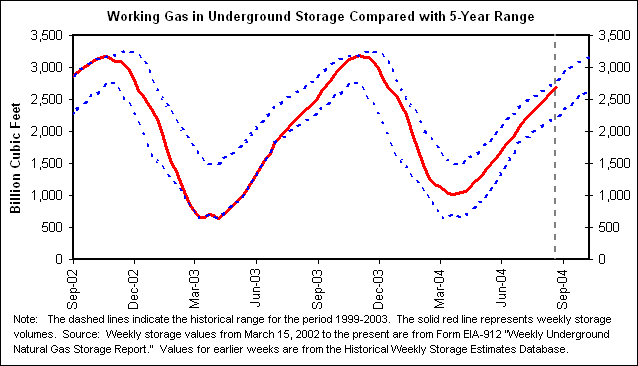 Working Gas in Underground Storage Compared with 5-Year Range
Billion Cubic Feet
3,500
3,000
2,500
2,000
1,500
1,000
500
0
3,500
3,000
2,500
2,000
1,500
1,000
500
0
Sep-02
Dec-02
Mar-03
Jun-03
Sep-03
Dec-03
Mar-04
Jun-04
Sep-04
Note: The dashed lines indicate the historical range for the period 1999-2003. The solid red line represents weekly storage
volumes. Source: Weekly storage values from March 15, 2002 to the present are from Form EIA-912 "Weekly Underground
Natural Gas Storage Report." Values for earlier weeks are from the Historical Weekly Storage Estimates Database.